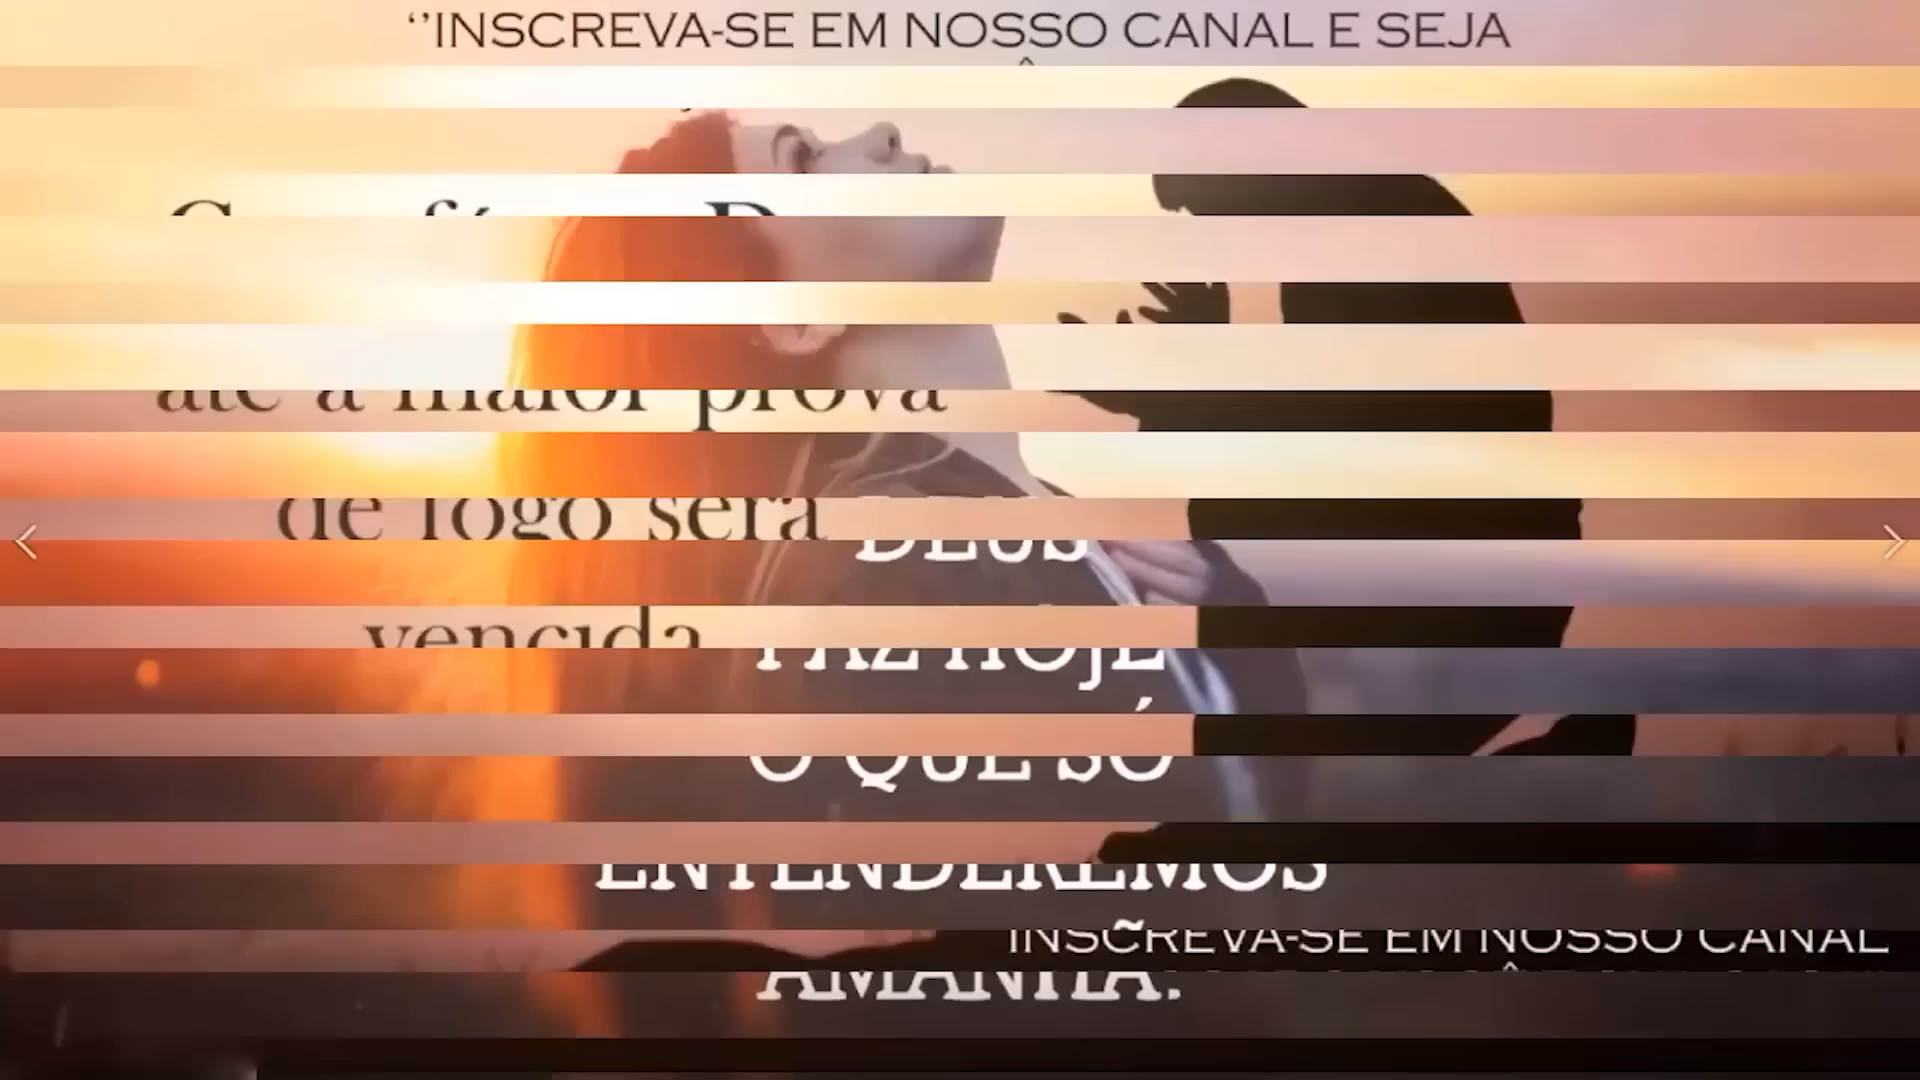 ‘’INSCREVA-SE EM NOSSO CANAL E SEJA
até a maior prova
de fogo será
vencida
DEUS
FAZ HOJE
O QUE SÓ
ENTENDEREMOS
AMANHÃ.
INSCREVA-SE EM NOSSO CANAL